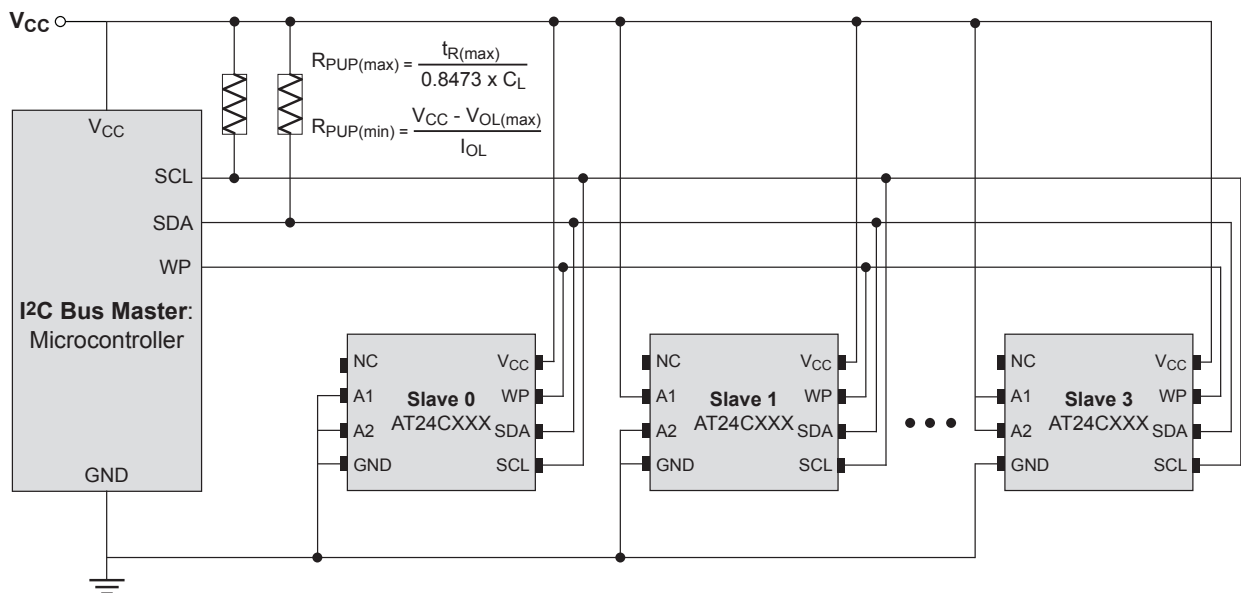 VCC
RPUP(max) = tR(max) / 0.8473 x CL
RPUP(min) = VCC - VOL(max) / IOL
VCC
SCL
SDA
WP
I2C Bus Master:
Microcontroller
GND
NC
A1
A2
GND
Slave 0
AT24CXXX
VCC
WP
SDA
SCL
NC
A1
A2
GND
Slave 1
AT24CXXX
VCC
WP
SDA
SCL
NC
A1
A2
GND
Slave 3
AT24CXXX
VCC
WP
SDA
SCL